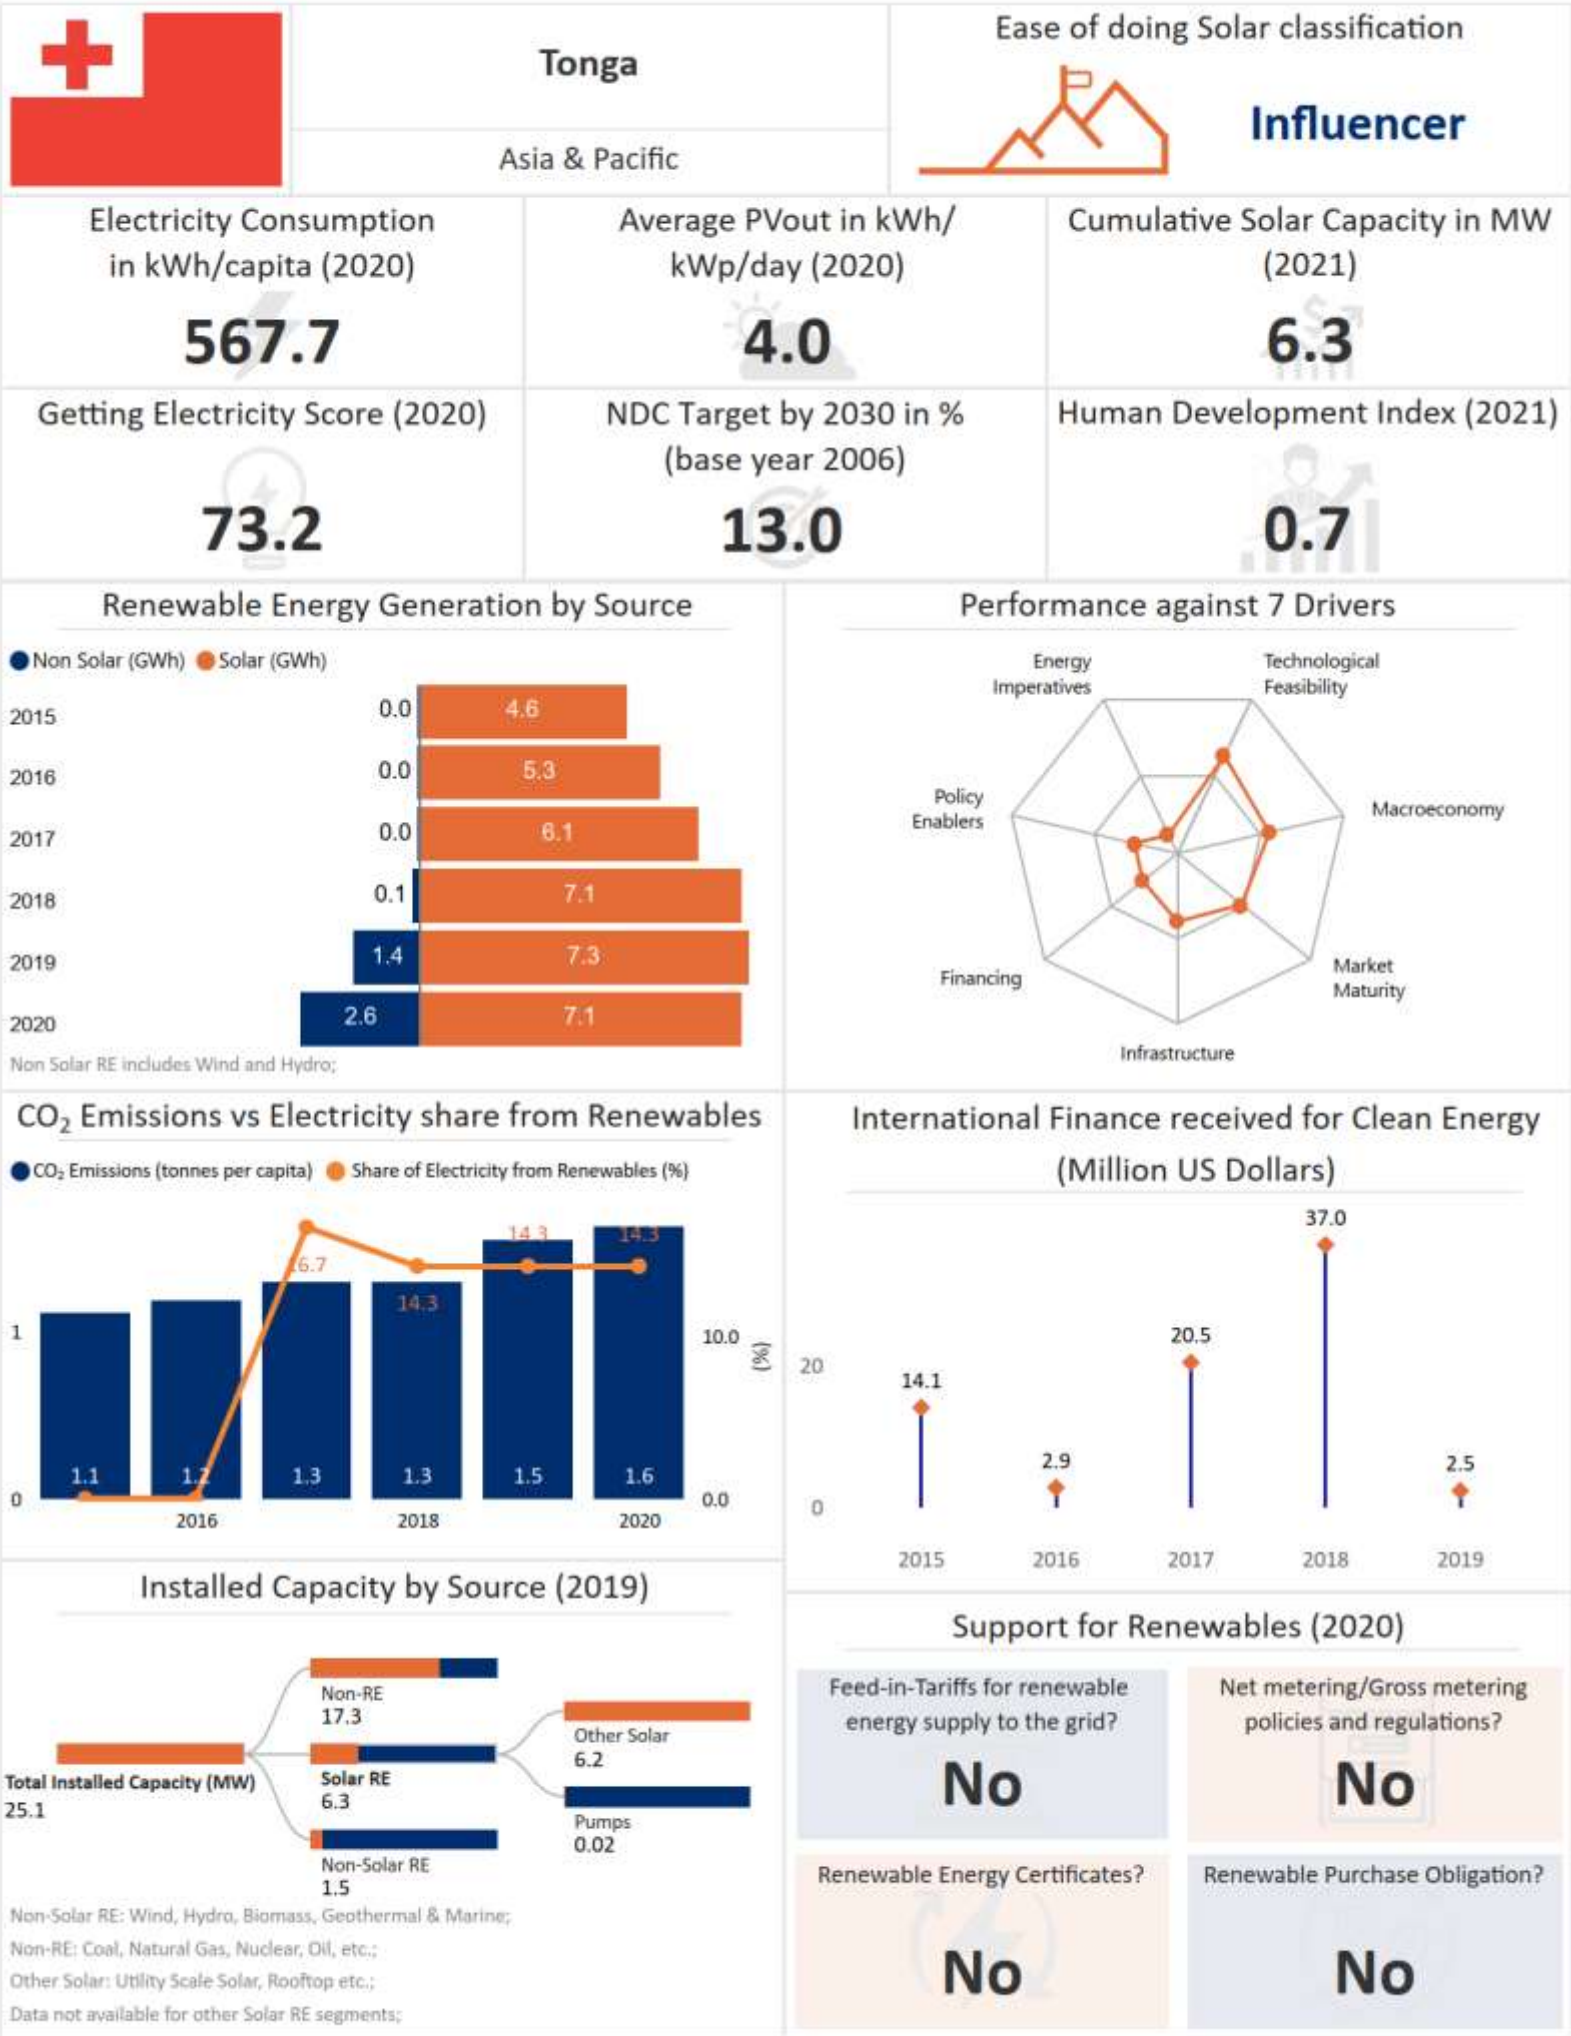 Tonga
Asia & Pacific
Ease of doing Solar classification
Influencer
Electricity Consumption
in kWh/capita (2020)
567.7
Average PVout in kWh/
kWp/day (2020)
4.0
Cumulative Solar Capacity in MW
(2021)
6.3
Getting Electricity Score (2020)
73.2
NDC Target by 2030 in %
(base year 2006)
13.0
Human Development Index (2021)
0.7
Renewable Energy Generation by Source
Non Solar (GWh) Solar (GWh)
2015 0.0 4.6
2016 0.0 5.3
2017 0.0 6.1
2018 0.1 7.1
2019 1.4 7.3
2020 2.6 7.1
Non Solar RE includes Wind and Hydro;
Performance against 7 Drivers
Energy
Imperatives
Technological
Feasibility
Policy
Enablers
Macroeconomy
Financing
Market
Maturity
Infrastructure
CO₂ Emissions vs Electricity share from Renewables
CO₂ Emissions (tonnes per capita) Share of Electricity from Renewables (%)
14.3 14.3
16.7
14.3
1
10.0
(%)
1.1 1.2 1.3 1.3 1.5 1.6
0
0.0
2016 2018 2020
International Finance received for Clean Energy
(Million US Dollars)
37.0
20.5
20
14.1
2.9
2.5
0
2015 2016 2017 2018 2019
Installed Capacity by Source (2019)
Non-RE
17.3
Total Installed Capacity (MW)
25.1
Solar RE
6.3
Non-Solar RE
1.5
Other Solar
6.2
Pumps
0.02
Non-Solar RE: Wind, Hydro, Biomass, Geothermal & Marine;
Non-RE: Coal, Natural Gas, Nuclear, Oil, etc.;
Other Solar: Utility Scale Solar, Rooftop etc.;
Data not available for other Solar RE segments;
Support for Renewables (2020)
Feed-in-Tariffs for renewable
energy supply to the grid?
No
Net metering/Gross metering
policies and regulations?
No
Renewable Energy Certificates?
No
Renewable Purchase Obligation?
No